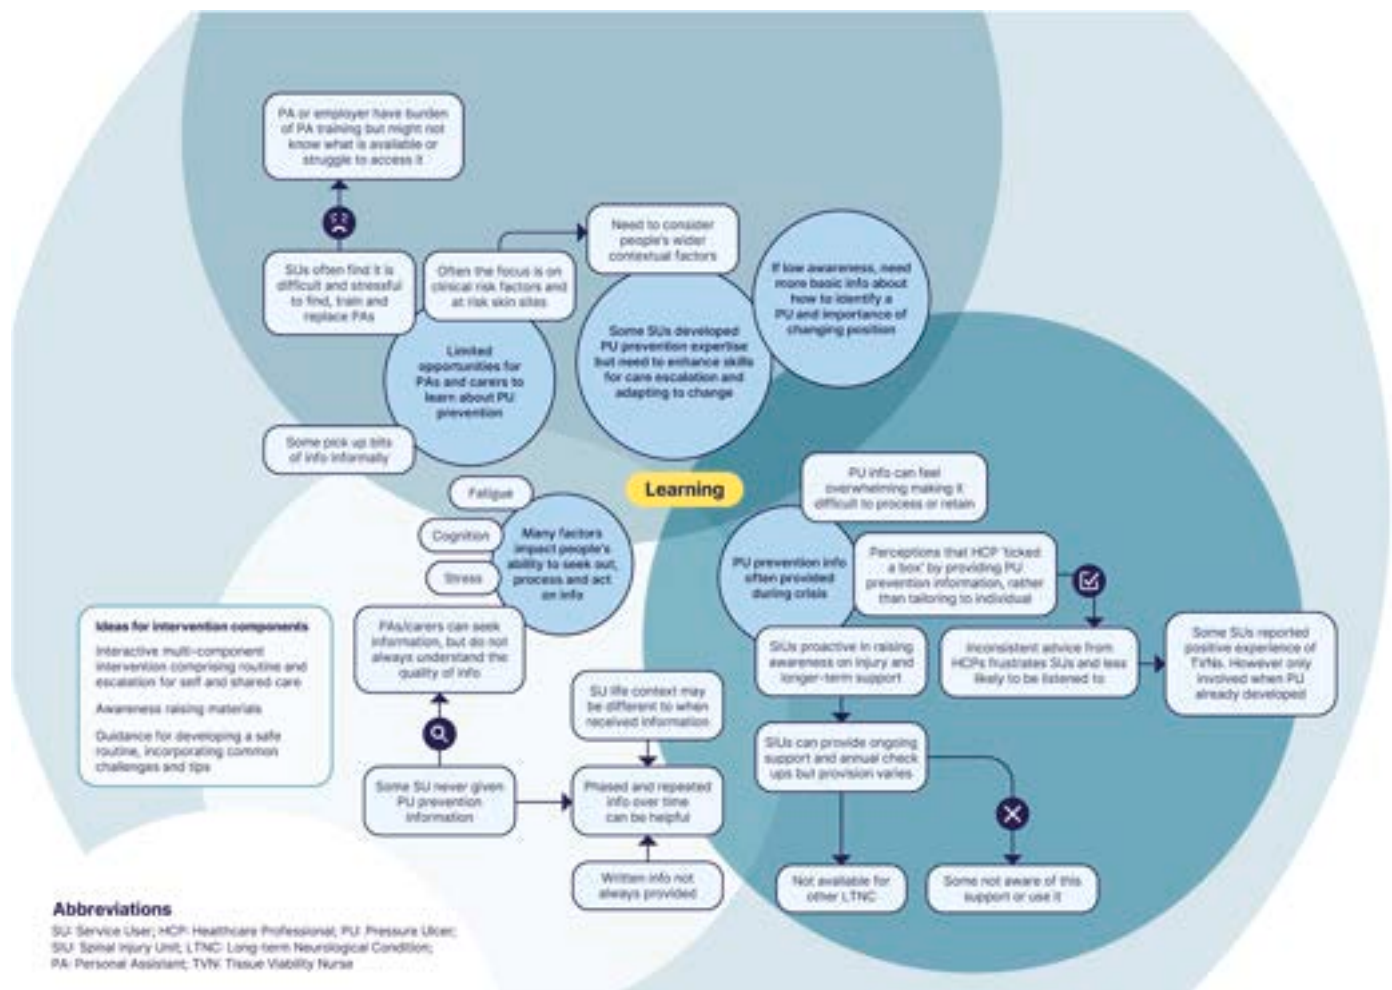 PA or employer have burden
of PA training but might not
know what is available or
struggle to access it
SUs often find it is
difficult and stressful
to find, train and
replace PAs
Often the focus is on
clinical risk factors and
at risk skin sites
Need to consider
people's wider
contextual factors
If low awareness, need
more basic info about
how to identify a
PU and importance of
changing position
Some SUs developed
PU prevention expertise
but need to enhance skills
for care escalation and
adapting to change
Limited
opportunities for
PAs and carers to
learn about PU
prevention
Some pick up bits
of info informally
Learning
Fatigue
Cognition
Stress
Many factors
impact people's
ability to seek out,
process and act
on info
PU info can feel
overwhelming making it
difficult to process or retain
PU prevention info
often provided
during crisis
Perceptions that HCP 'ticked
a box' by providing PU
prevention information, rather
than tailoring to individual
Inconsistent advice from
HCPs frustrates SUs and less
likely to be listened to
Some SUs reported
positive experience of
TVNs. However only
involved when PU
already developed
SIUs proactive in raising
awareness on injury and
longer-term support
SIUs can provide ongoing
support and annual check
ups but provision varies
Not available for
other LTNC
Some not aware of this
support or use it
PAs/carers can seek
information, but do not
always understand the
quality of info
Some SU never given
PU prevention
information
SU life context may
be different to when
received information
Phased and repeated
info over time
can be helpful
Written info not
always provided
Ideas for intervention components
Interactive multi-component
intervention comprising routine and
escalation for self and shared care
Awareness raising materials
Guidance for developing a safe
routine, incorporating common
challenges and tips
Abbreviations
SU: Service User; HCP: Healthcare Professional; PU: Pressure Ulcer;
SIU: Spinal Injury Unit; LTNC: Long-term Neurological Condition;
PA: Personal Assistant; TVN: Tissue Viability Nurse